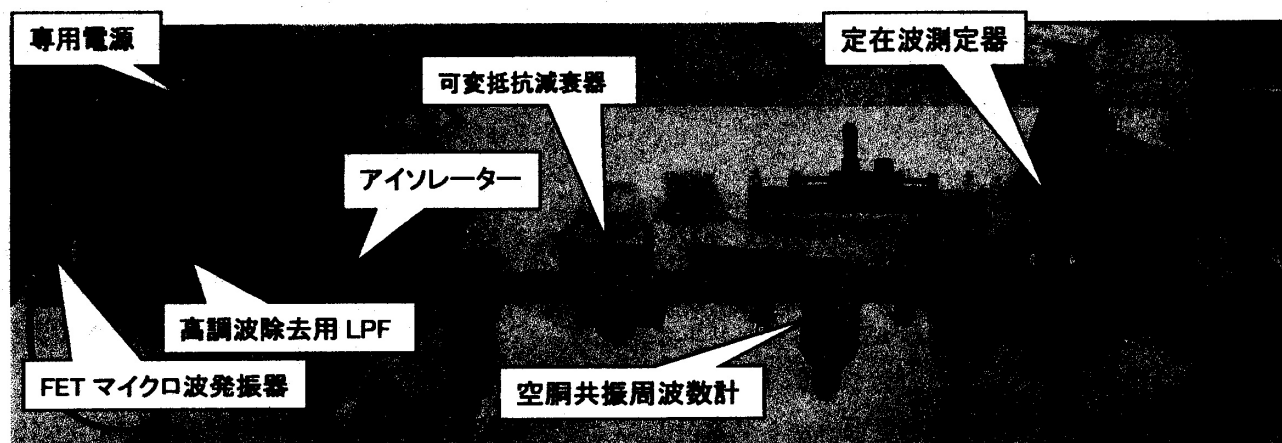 専用電源
定在波測定器
可変抵抗減衰器
アイソレーター
高調波除去用 LPF
FET マイクロ波発振器
空胴共振周波数計